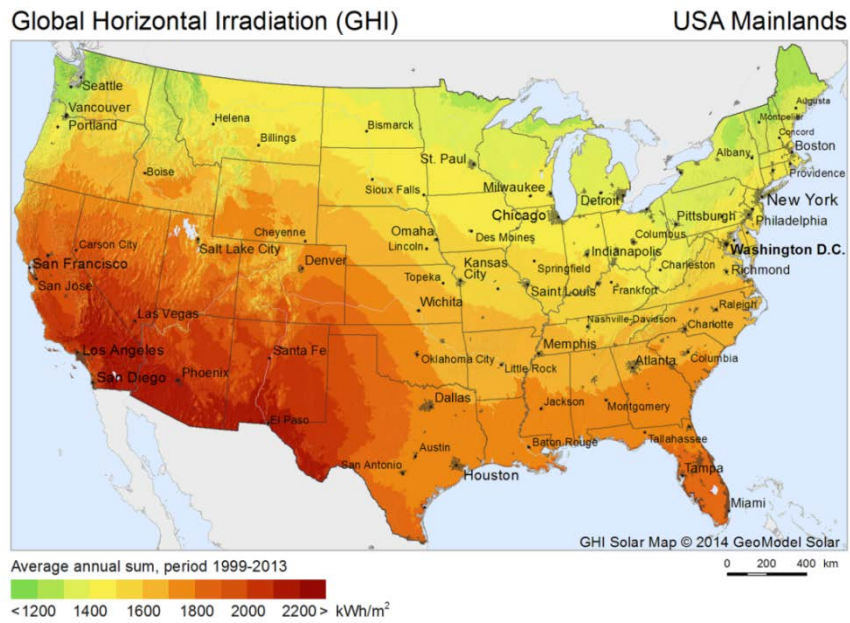 Global Horizontal Irradiation (GHI)
USA Mainlands
Seattle
Vancouver
Portland
Helena
Billings
Bismarck
St. Paul
Augusta
Montpelier
Concord
Boston
Albany
Providence
Boise
Sioux Falls
Milwaukee
Detroit
New York
Chicago
Pittsburgh
Philadelphia
Cheyenne
Omaha
Lincoln
Des Moines
Columbus
Carson City
Salt Lake City
Indianapolis
Washington D.C.
San Francisco
Denver
Topeka
Kansas
City
Springfield
Charleston
Richmond
San José
Saint Louis
Frankfort
Las Vegas
Wichita
Raleigh
Nashville-Davidson
Charlotte
Los Angeles
Santa Fe
Memphis
Oklahoma City
Little Rock
Atlanta
Columbia
San Diego
Phoenix
Dallas
Jackson
Montgomery
El Paso
Austin
Baton Rouge
Tallahassee
San Antonio
Houston
Tampa
Miami
GHI Solar Map © 2014 GeoModel Solar
Average annual sum, period 1999-2013
0 200 400 km
<1200 1400 1600 1800 2000 2200> kWh/m²